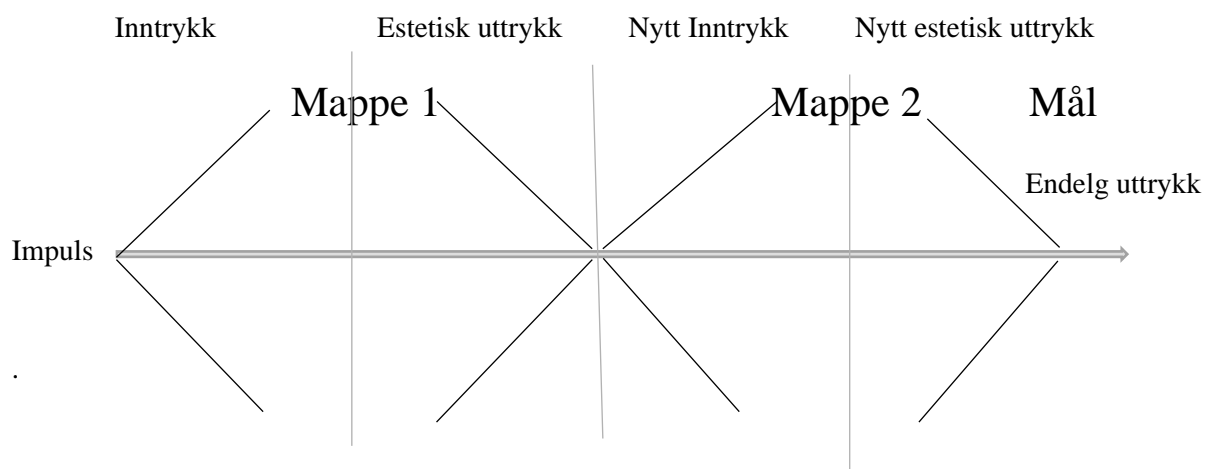 Inntrykk Estetisk uttrykk Nytt Inntrykk Nytt estetisk uttrykk
Mappe 1 Mappe 2 Mål
Endelg uttrykk
Impuls
.